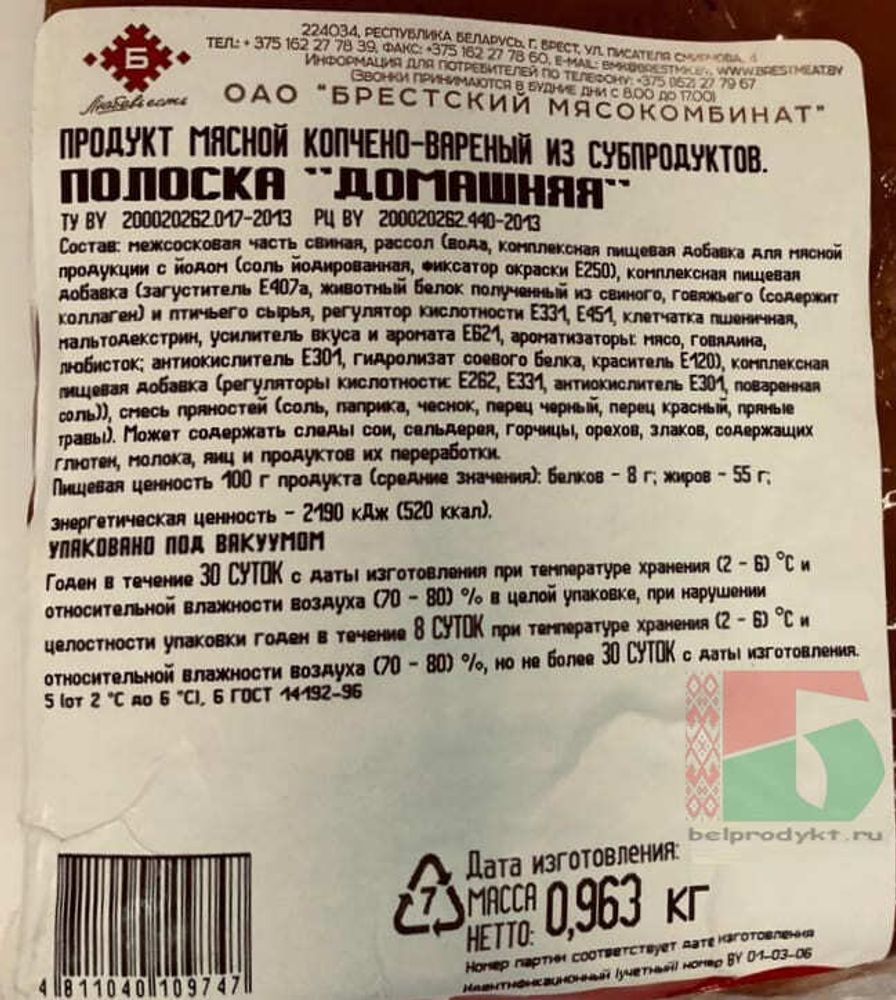 Б
Любовь есть
224034, РЕСПУБЛИКА БЕЛАРУСЬ, Г. БРЕСТ, УЛ. ПИСАТЕЛЯ СМИРНОВА, 4
ТЕЛ: + 375 162 27 78 39, ФАКС: +375 162 27 78 60, E-MAIL: WWW.BRESTMEAT.BY
ИНФОРМАЦИЯ ДЛЯ ПОТРЕБИТЕЛЕЙ ПО ТЕЛЕФОНУ: +375 (162) 27 79 67
(ЗВОНКИ ПРИНИМАЮТСЯ В БУДНИЕ ДНИ С 8.00 ДО 17.00)
ОАО "БРЕСТСКИЙ МЯСОКОМБИНАТ"
ПРОДУКТ МЯСНОЙ КОПЧЕНО-ВАРЕНЫЙ ИЗ СУБПРОДУКТОВ.
ПОЛОСКА "ДОМАШНЯЯ"
ТУ BY 200020262.017-2013 РЦ BY 200020262.440-2013
Состав: межсосковая часть свиная, рассол (вода, комплексная пищевая добавка для мясной
продукции с йодом (соль йодированная, фиксатор окраски Е250), комплексная пищевая
добавка (загуститель Е407а, животный белок полученный из свиного, говяжьего (содержит
коллаген) и птичьего сырья, регулятор кислотности Е331, Е451, клетчатка пшеничная,
мальтодекстрин, усилитель вкуса и аромата Е621, ароматизаторы: мясо, говядина,
любисток; антиокислитель Е301, гидролизат соевого белка, краситель Е120), комплексная
пищевая добавка (регуляторы кислотности: Е262, Е331, антиокислитель Е301, поваренная
соль)), смесь пряностей (соль, паприка, чеснок, перец черный, перец красный, пряные
травы). Может содержать следы сои, сельдерея, горчицы, орехов, злаков, содержащих
глютен, молока, яиц и продуктов их переработки.
Пищевая ценность 100 г продукта (средние значения): белков - 8 г; жиров - 55 г;
энергетическая ценность - 2190 кДж (520 ккал).
УПАКОВАНО ПОД ВАКУУМОМ
Годен в течение 30 СУТОК с даты изготовления при температуре хранения (2 - 6) °С и
относительной влажности воздуха (70 - 80) % в целой упаковке, при нарушении
целостности упаковки годен в течение 8 СУТОК при температуре хранения (2 - 6) °С и
относительной влажности воздуха (70 - 80) %, но не более 30 СУТОК с даты изготовления.
5 (от 2 °С до 6 °С), 6 ГОСТ 14192-96
belprodykt.ru
Дата изготовления:
7
МАССА НЕТТО: 0,963 кг
Номер партии соответствует дате изготовления
Идентификационный (учетный) номер BY 01-03-06
4 811040 109747